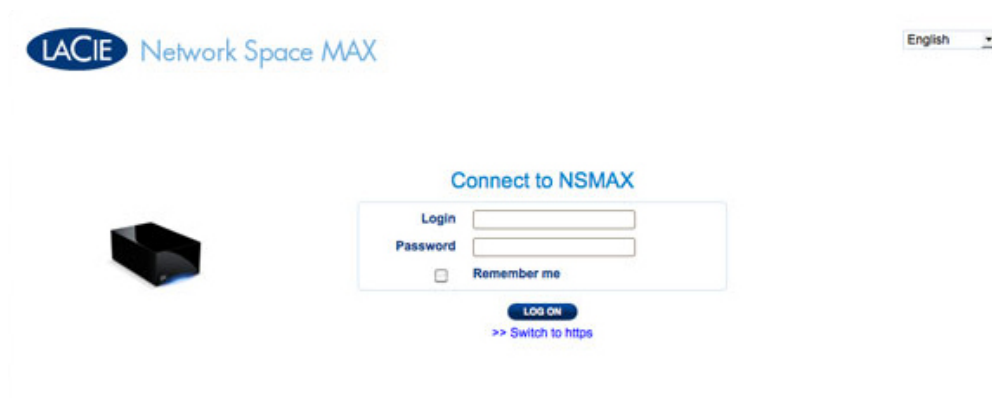 LACIE Network Space MAX
English
Connect to NSMAX
Login
Password
Remember me
LOG ON
>> Switch to https